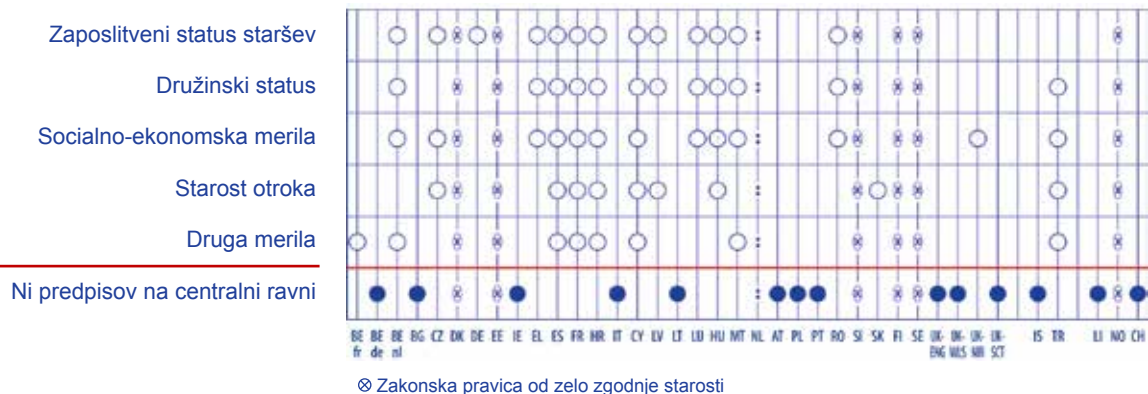 Zaposlitveni status staršev
Družinski status
Socialno-ekonomska merila
Starost otroka
Druga merila
Ni predpisov na centralni ravni
BE fr BE de BE nl BG CZ DK DE EE IE EL ES FR HR IT CY LV LT LU HU MT NL AT PL PT RO SI SK FI SE UK-ENG UK-WLS UK-NIR UK-SCT IS TR LI NO CH
⊗ Zakonska pravica od zelo zgodnje starosti